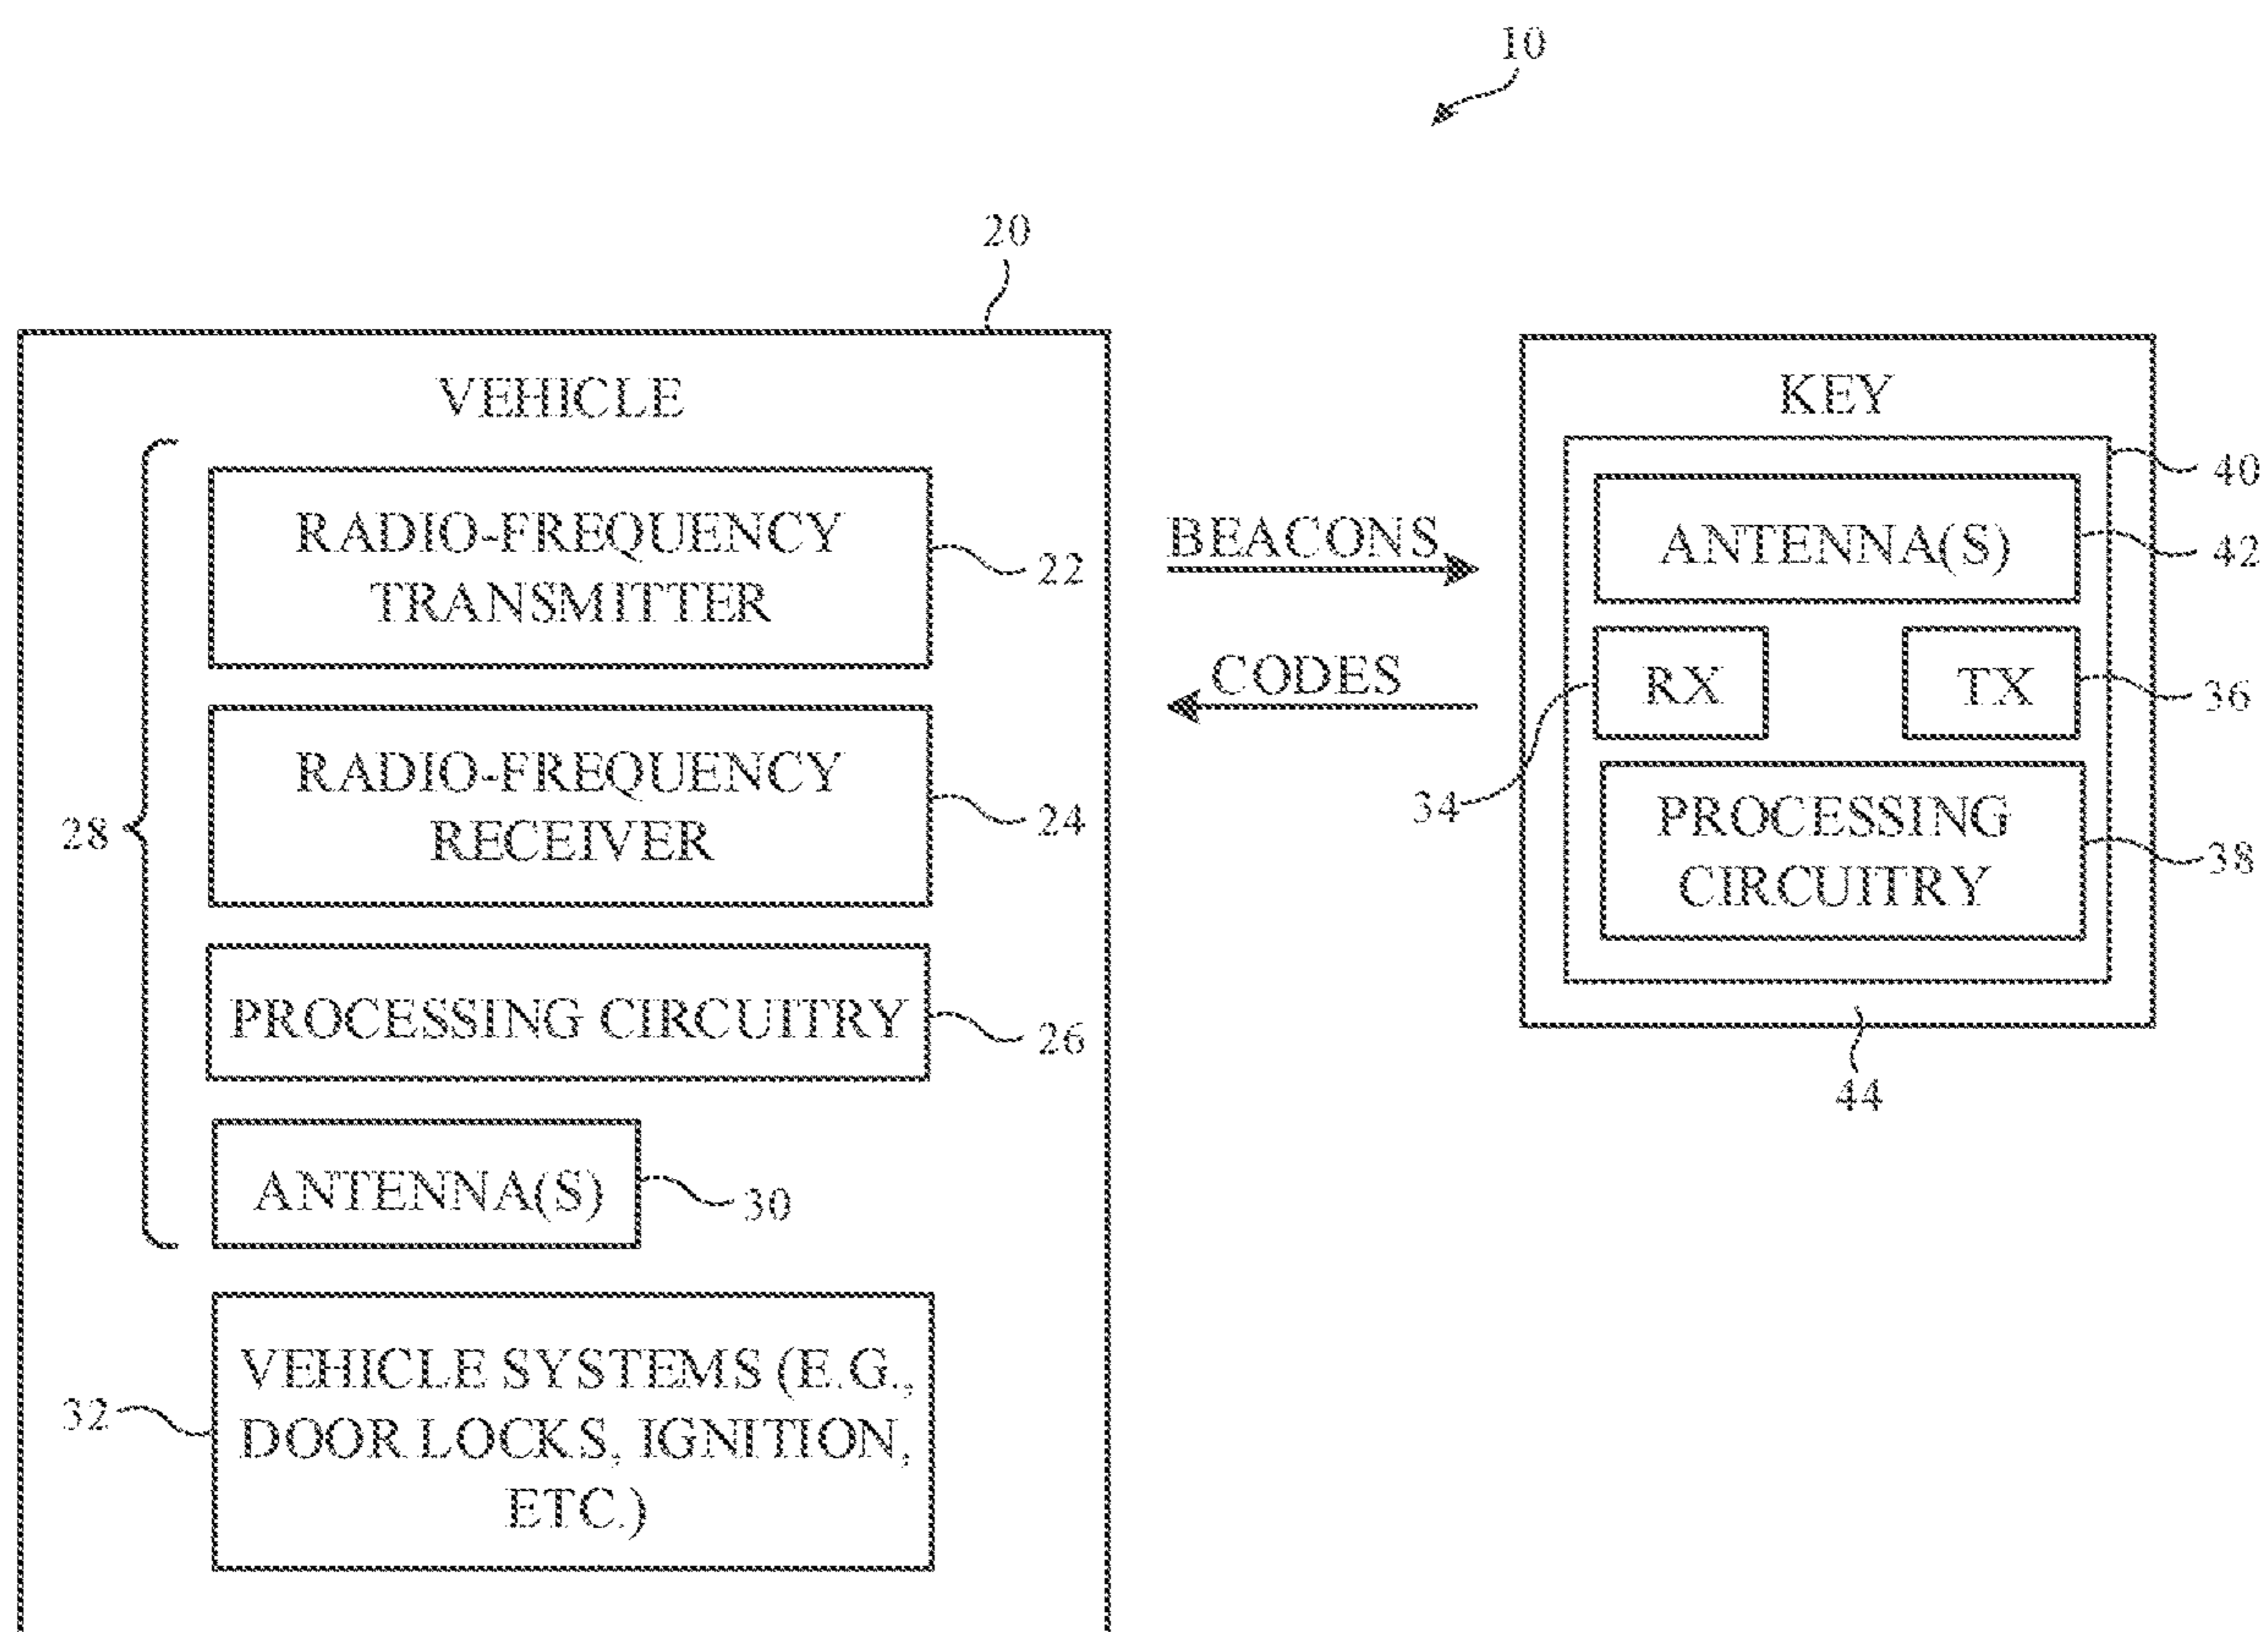 10
20
VEHICLE
RADIO-FREQUENCY
TRANSMITTER
22
RADIO-FREQUENCY
RECEIVER
24
28
PROCESSING CIRCUITRY
26
ANTENNA(S)
30
VEHICLE SYSTEMS (E.G.,
DOOR LOCKS, IGNITION,
ETC.)
32
BEACONS
CODES
KEY
40
ANTENNA(S)
42
RX
TX
36
34
PROCESSING
CIRCUITRY
38
44